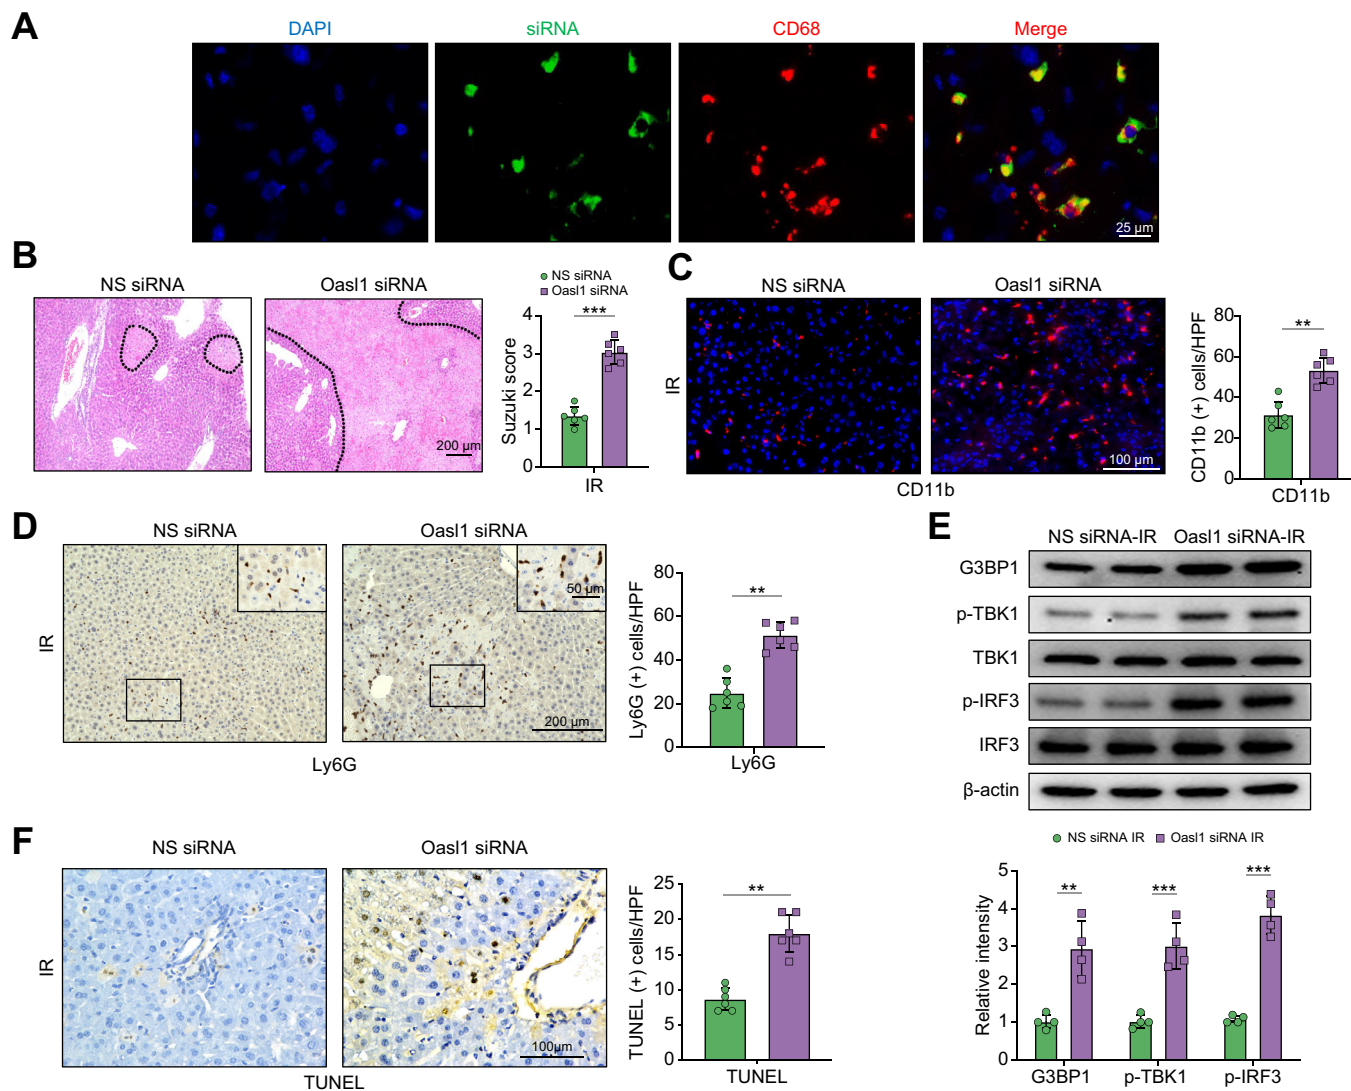 A
DAPI
siRNA
CD68
Merge
25 µm
B
NS siRNA
Oasl1 siRNA
200 µm
NS siRNA
Oasl1 siRNA
Suzuki score
4
3
2
1
0
***
IR
C
NS siRNA
Oasl1 siRNA
IR
100 µm
CD11b
CD11b (+) cells/HPF
80
60
40
20
0
**
CD11b
D
NS siRNA
Oasl1 siRNA
IR
50 µm
200 µm
Ly6G
Ly6G (+) cells/HPF
80
60
40
20
0
**
Ly6G
E
NS siRNA-IR Oasl1 siRNA-IR
G3BP1
p-TBK1
TBK1
p-IRF3
IRF3
β-actin
NS siRNA IR Oasl1 siRNA IR
Relative intensity
5
4
3
2
1
0
**
***
***
G3BP1 p-TBK1 p-IRF3
F
NS siRNA
Oasl1 siRNA
IR
100µm
TUNEL
TUNEL (+) cells/HPF
25
20
15
10
5
0
**
TUNEL